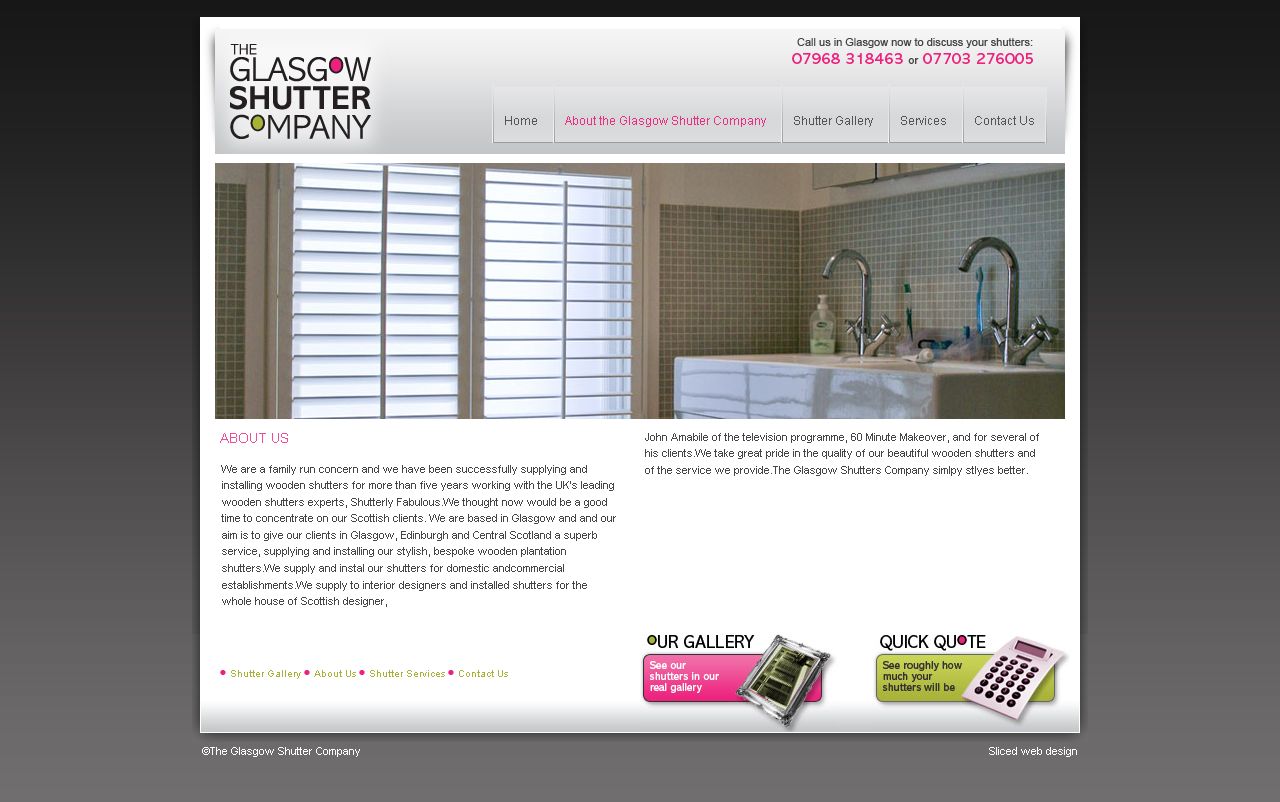 THE
GLASGOW
SHUTTER
COMPANY
Call us in Glasgow now to discuss your shutters:
07968 318463 or 07703 276005
Home
About the Glasgow Shutter Company
Shutter Gallery
Services
Contact Us
ABOUT US
We are a family run concern and we have been successfully supplying and
installing wooden shutters for more than five years working with the UK's leading
wooden shutters experts, Shutterly Fabulous.We thought now would be a good
time to concentrate on our Scottish clients. We are based in Glasgow and and our
aim is to give our clients in Glasgow, Edinburgh and Central Scotland a superb
service, supplying and installing our stylish, bespoke wooden plantation
shutters.We supply and instal our shutters for domestic andcommercial
establishments.We supply to interior designers and installed shutters for the
whole house of Scottish designer,
John Amabile of the television programme, 60 Minute Makeover, and for several of
his clients.We take great pride in the quality of our beautiful wooden shutters and
of the service we provide.The Glasgow Shutters Company simlpy stlyes better.
Shutter Gallery
About Us
Shutter Services
Contact Us
OUR GALLERY
See our
shutters in our
real gallery
QUICK QUOTE
See roughly how
much your
shutters will be
©The Glasgow Shutter Company
Sliced web design